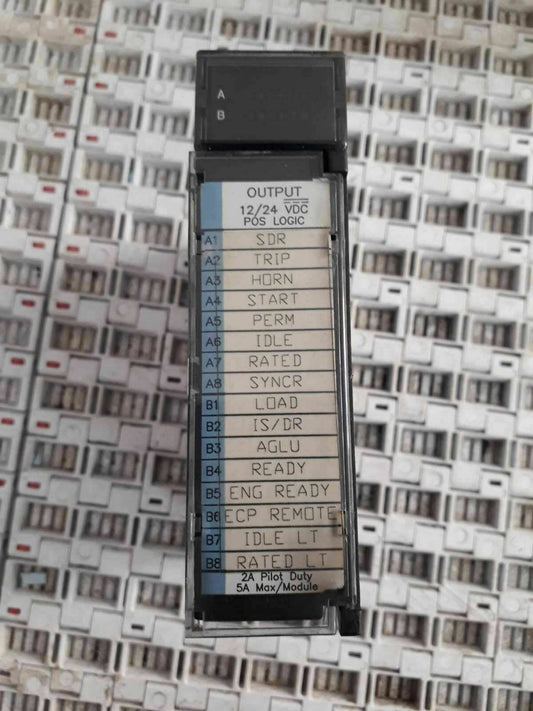 A
B
OUTPUT
12/24 VDC
POS LOGIC
A1 SDR
A2 TRIP
A3 HORN
A4 START
A5 PERM
A6 IDLE
A7 RATED
A8 SYNCR
B1 LOAD
B2 IS/DR
B3 AGLU
B4 READY
B5 ENG READY
B6 ECP REMOTE
B7 IDLE LT
B8 RATED LT
2A Pilot Duty
5A Max/Module